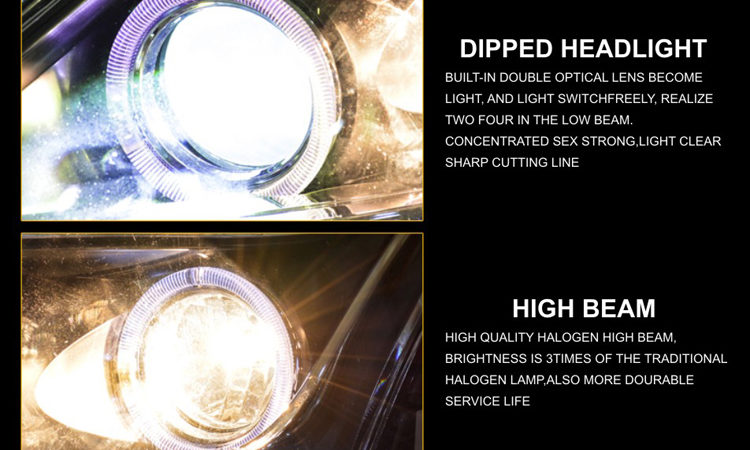 DIPPED HEADLIGHT
BUILT-IN DOUBLE OPTICAL LENS BECOME
LIGHT, AND LIGHT SWITCHFREELY, REALIZE
TWO FOUR IN THE LOW BEAM.
CONCENTRATED SEX STRONG,LIGHT CLEAR
SHARP CUTTING LINE
HIGH BEAM
HIGH QUALITY HALOGEN HIGH BEAM,
BRIGHTNESS IS 3TIMES OF THE TRADITIONAL
HALOGEN LAMP,ALSO MORE DOURABLE
SERVICE LIFE